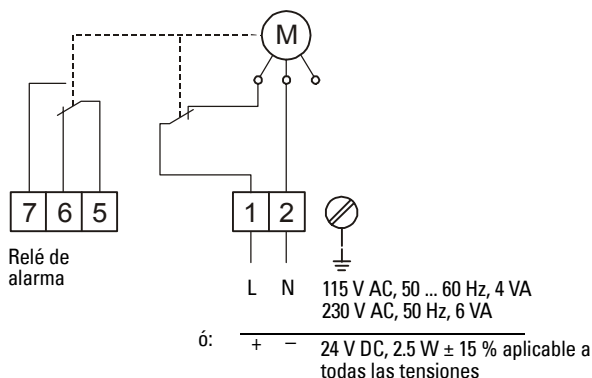 M
7 6 5 1 2
Relé de
alarma
L N 115 V AC, 50 ... 60 Hz, 4 VA
230 V AC, 50 Hz, 6 VA
ó: + – 24 V DC, 2.5 W ± 15 % aplicable a
todas las tensiones